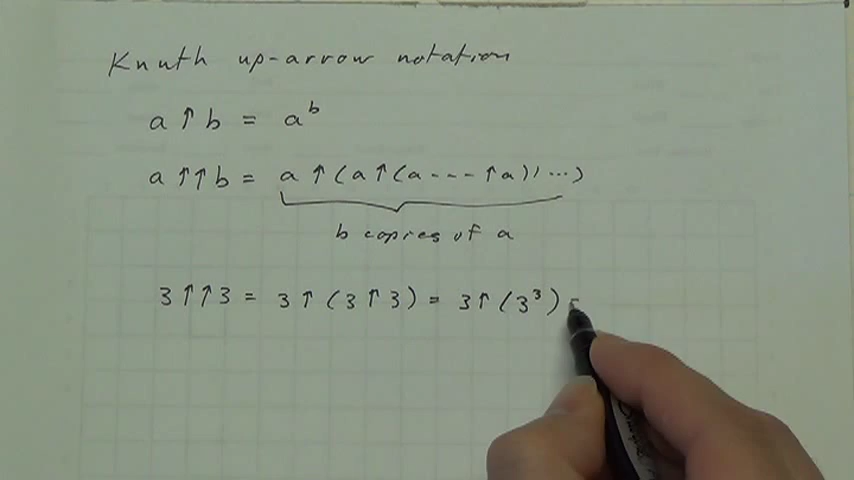 Knuth up-arrow notation
a ↑ b = a^b
a ↑↑ b = a ↑ (a ↑ (a --- ↑ a)) ...)
b copies of a
3 ↑↑ 3 = 3 ↑ (3 ↑ 3) = 3 ↑ (3³) =